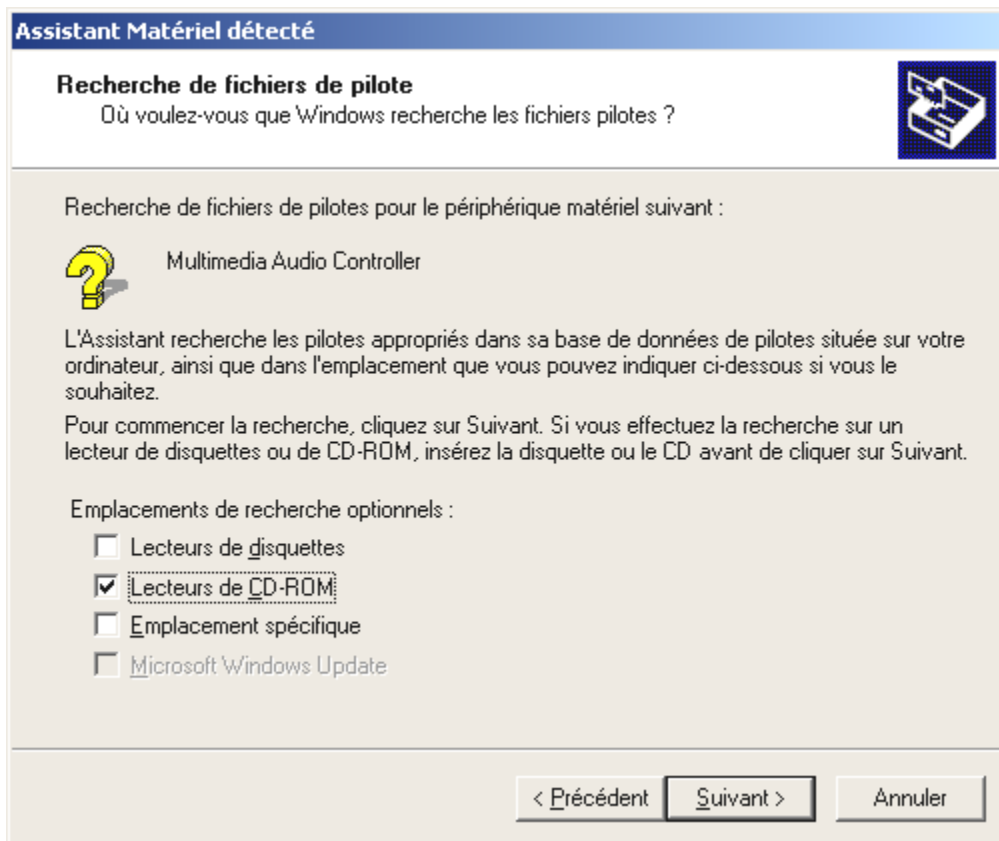 Assistant Matériel détecté
Recherche de fichiers de pilote
Où voulez-vous que Windows recherche les fichiers pilotes ?
Recherche de fichiers de pilotes pour le périphérique matériel suivant :
Multimedia Audio Controller
L'Assistant recherche les pilotes appropriés dans sa base de données de pilotes située sur votre
ordinateur, ainsi que dans l'emplacement que vous pouvez indiquer ci-dessous si vous le
souhaitez.
Pour commencer la recherche, cliquez sur Suivant. Si vous effectuez la recherche sur un
lecteur de disquettes ou de CD-ROM, insérez la disquette ou le CD avant de cliquer sur Suivant.
Emplacements de recherche optionnels :
Lecteurs de disquettes
Lecteurs de CD-ROM
Emplacement spécifique
Microsoft Windows Update
< Précédent
Suivant >
Annuler